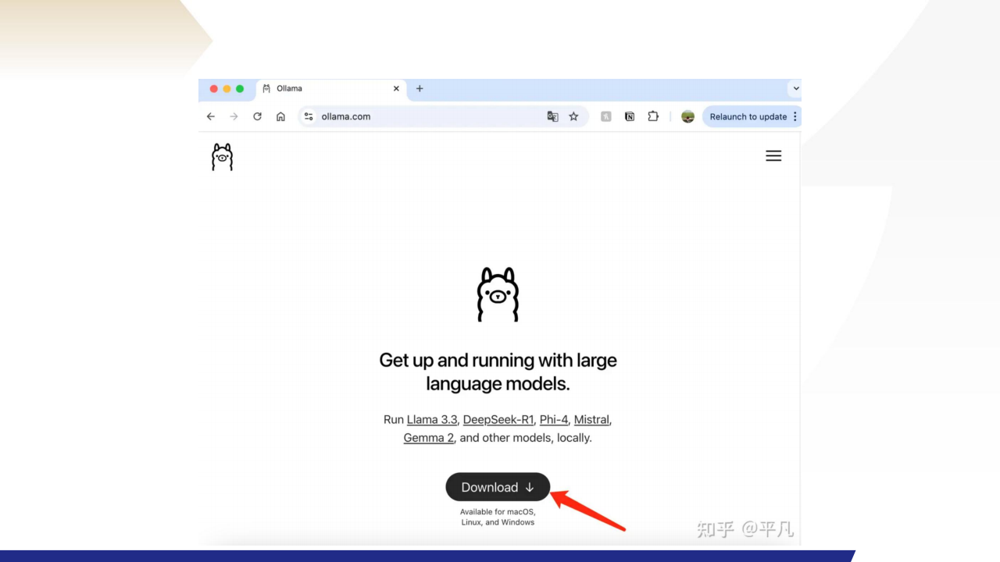 Ollama
ollama.com
Relaunch to update
Get up and running with large
language models.
Run Llama 3.3, DeepSeek-R1, Phi-4, Mistral,
Gemma 2, and other models, locally.
Download ↓
Available for macOS,
Linux, and Windows
知乎 @平凡